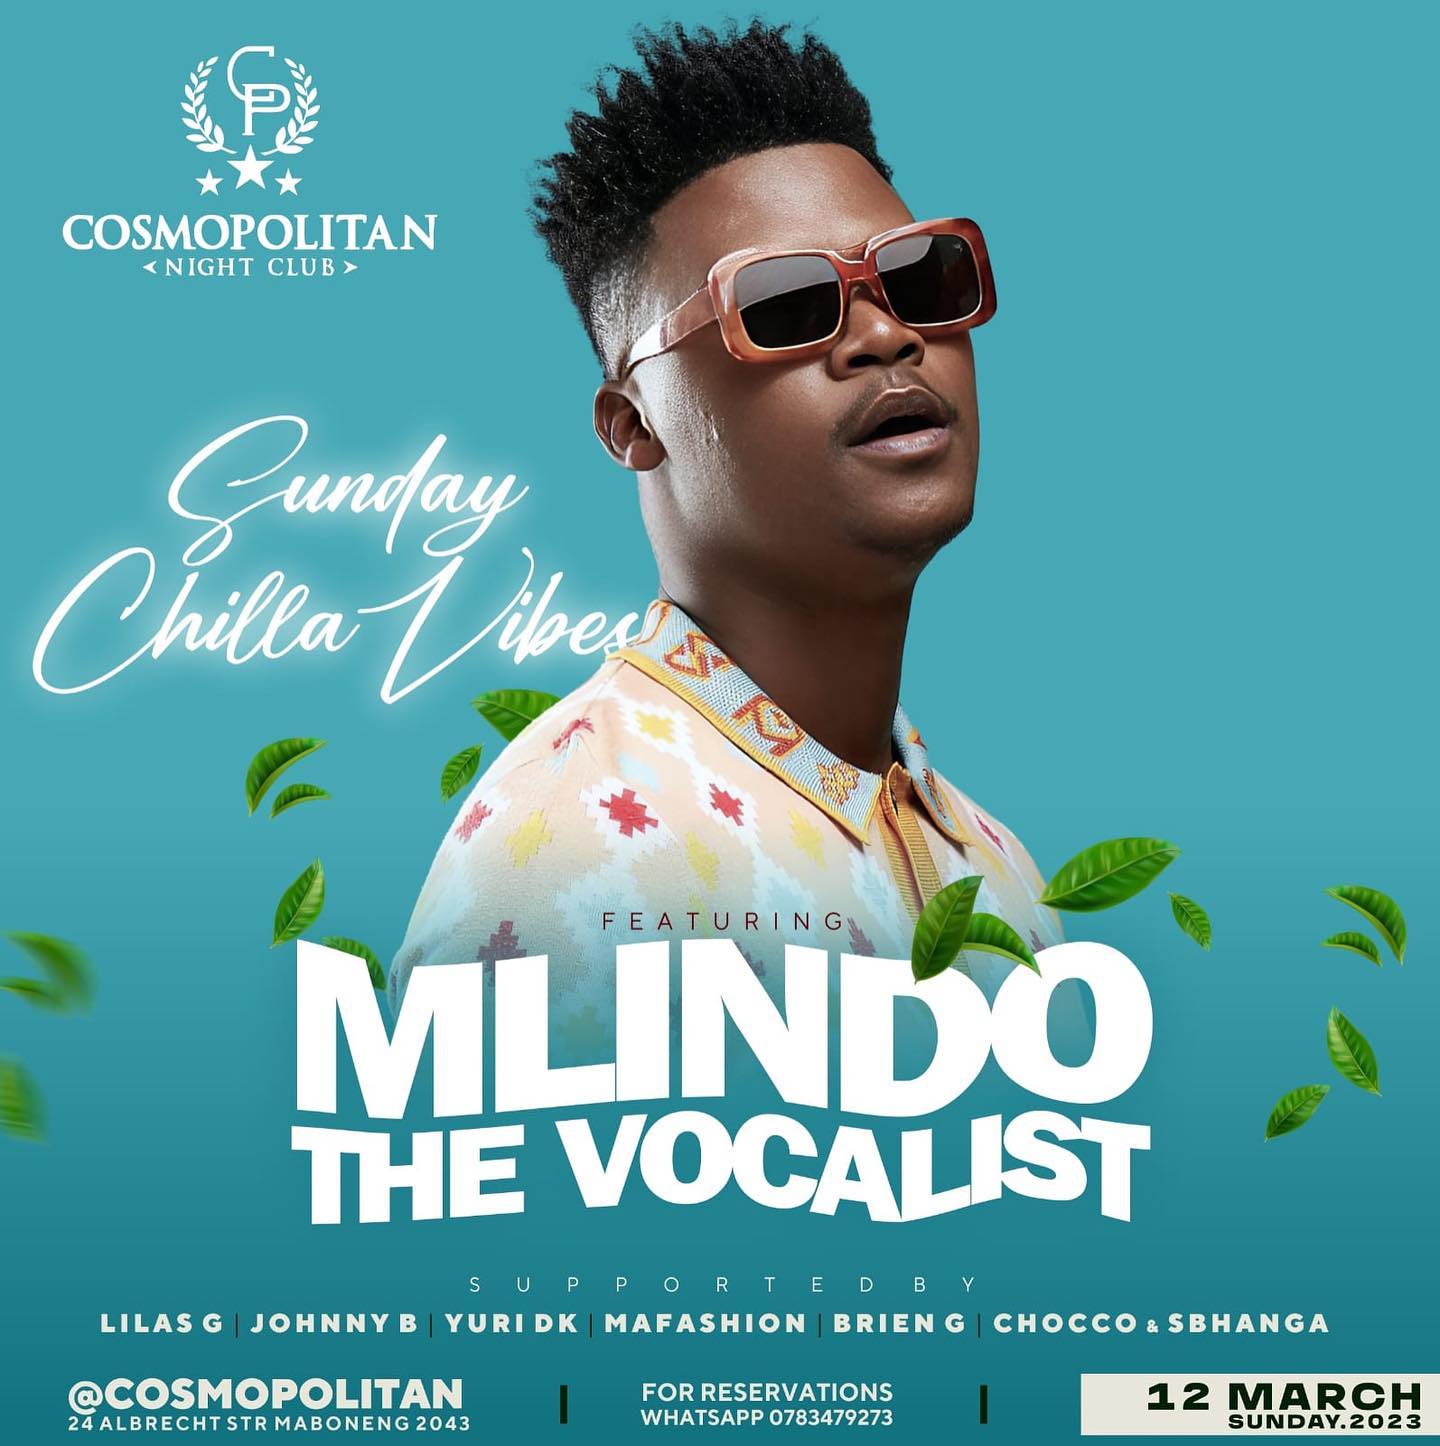 CP
COSMOPOLITAN
NIGHT CLUB
Sunday
Chilla Vibes
FEATURING
MLINDO
THE VOCALIST
SUPPORTED BY
LILAS G | JOHNNY B | YURI DK | MAFASHION | BRIEN G | CHOCCO & SBHANGA
@COSMOPOLITAN
24 ALBRECHT STR MABONENG 2043
FOR RESERVATIONS
WHATSAPP 0783479273
12 MARCH
SUNDAY.2023